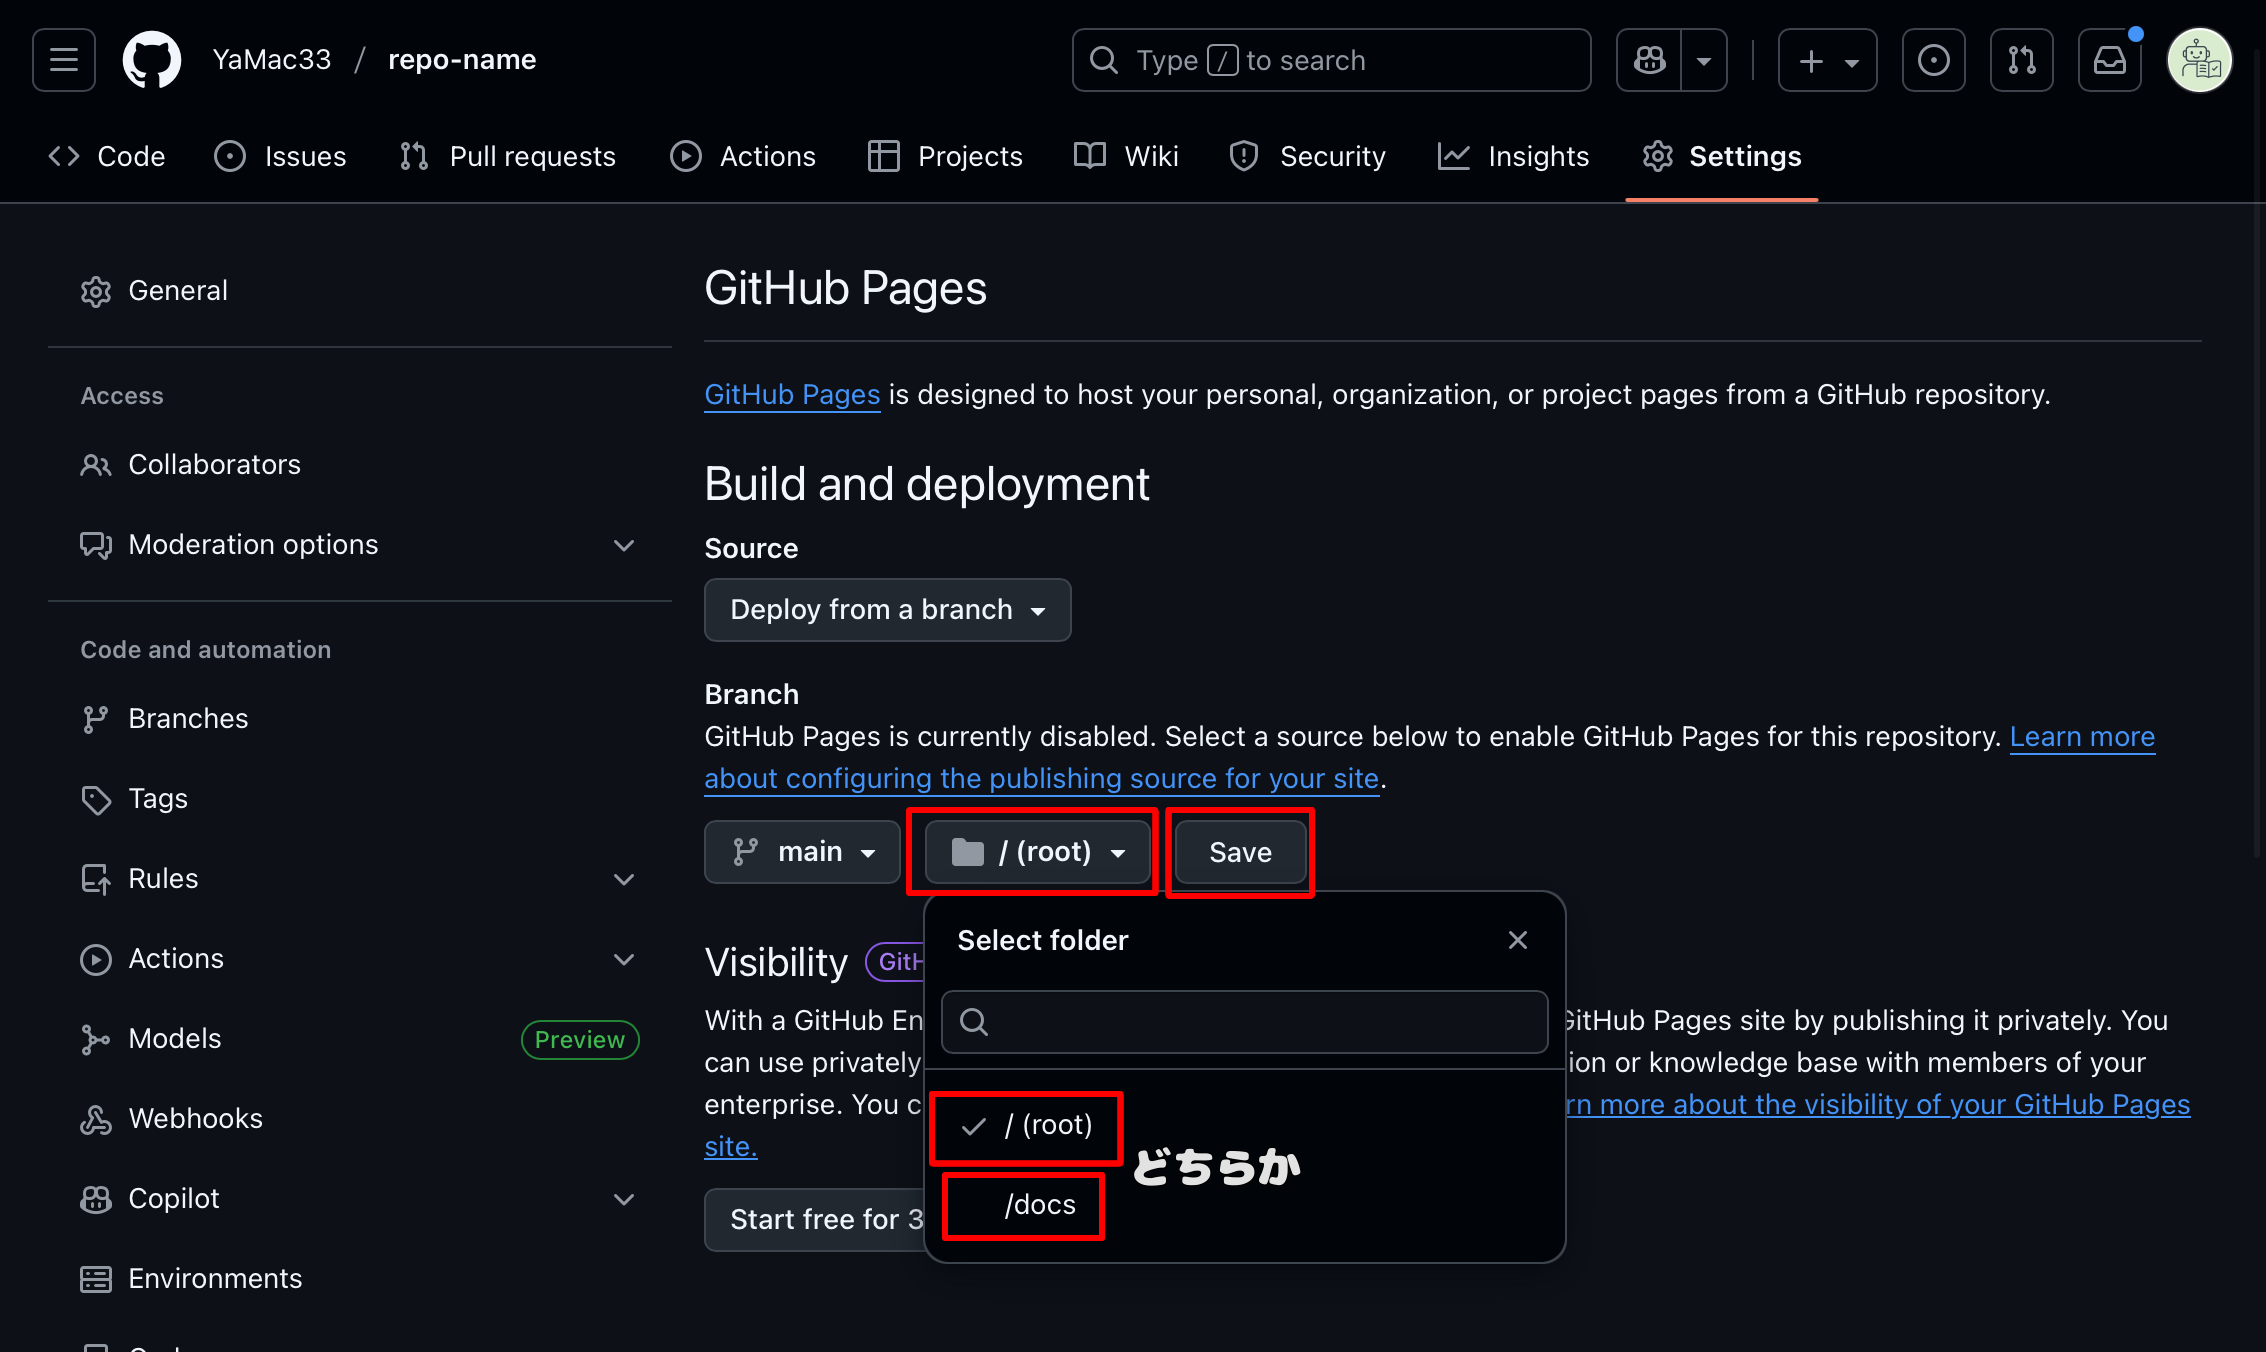 YaMac33 / repo-name
Type / to search
Code
Issues
Pull requests
Actions
Projects
Wiki
Security
Insights
Settings
General
Access
Collaborators
Moderation options
Code and automation
Branches
Tags
Rules
Actions
Models
Preview
Webhooks
Copilot
Environments
GitHub Pages
GitHub Pages is designed to host your personal, organization, or project pages from a GitHub repository.
Build and deployment
Source
Deploy from a branch
Branch
GitHub Pages is currently disabled. Select a source below to enable GitHub Pages for this repository. Learn more
about configuring the publishing source for your site.
main
/ (root)
Save
Select folder
/ (root)
どちらか
/docs
Visibility
With a GitHub En
GitHub Pages site by publishing it privately. You
can use privately
ion or knowledge base with members of your
enterprise. You c
rn more about the visibility of your GitHub Pages
site.
Start free for 3